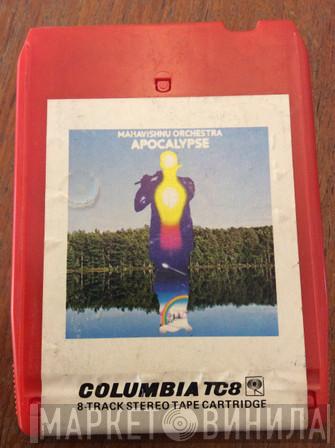 MAHAVISHNU ORCHESTRA
APOCALYPSE
COLUMBIA TC8
8-TRACK STEREO TAPE CARTRIDGE
МАРКЕТ ВИНИЛА